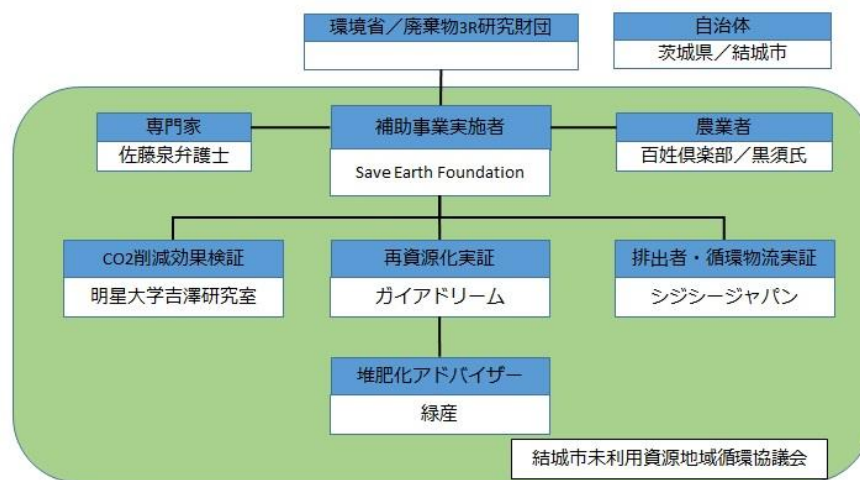 環境省／廃棄物3R研究財団
自治体
茨城県／結城市
専門家
佐藤泉弁護士
補助事業実施者
Save Earth Foundation
農業者
百姓倶楽部／黒須氏
CO2削減効果検証
明星大学吉澤研究室
再資源化実証
ガイアドリーム
排出者・循環物流実証
シジシージャパン
堆肥化アドバイザー
緑産
結城市未利用資源地域循環協議会